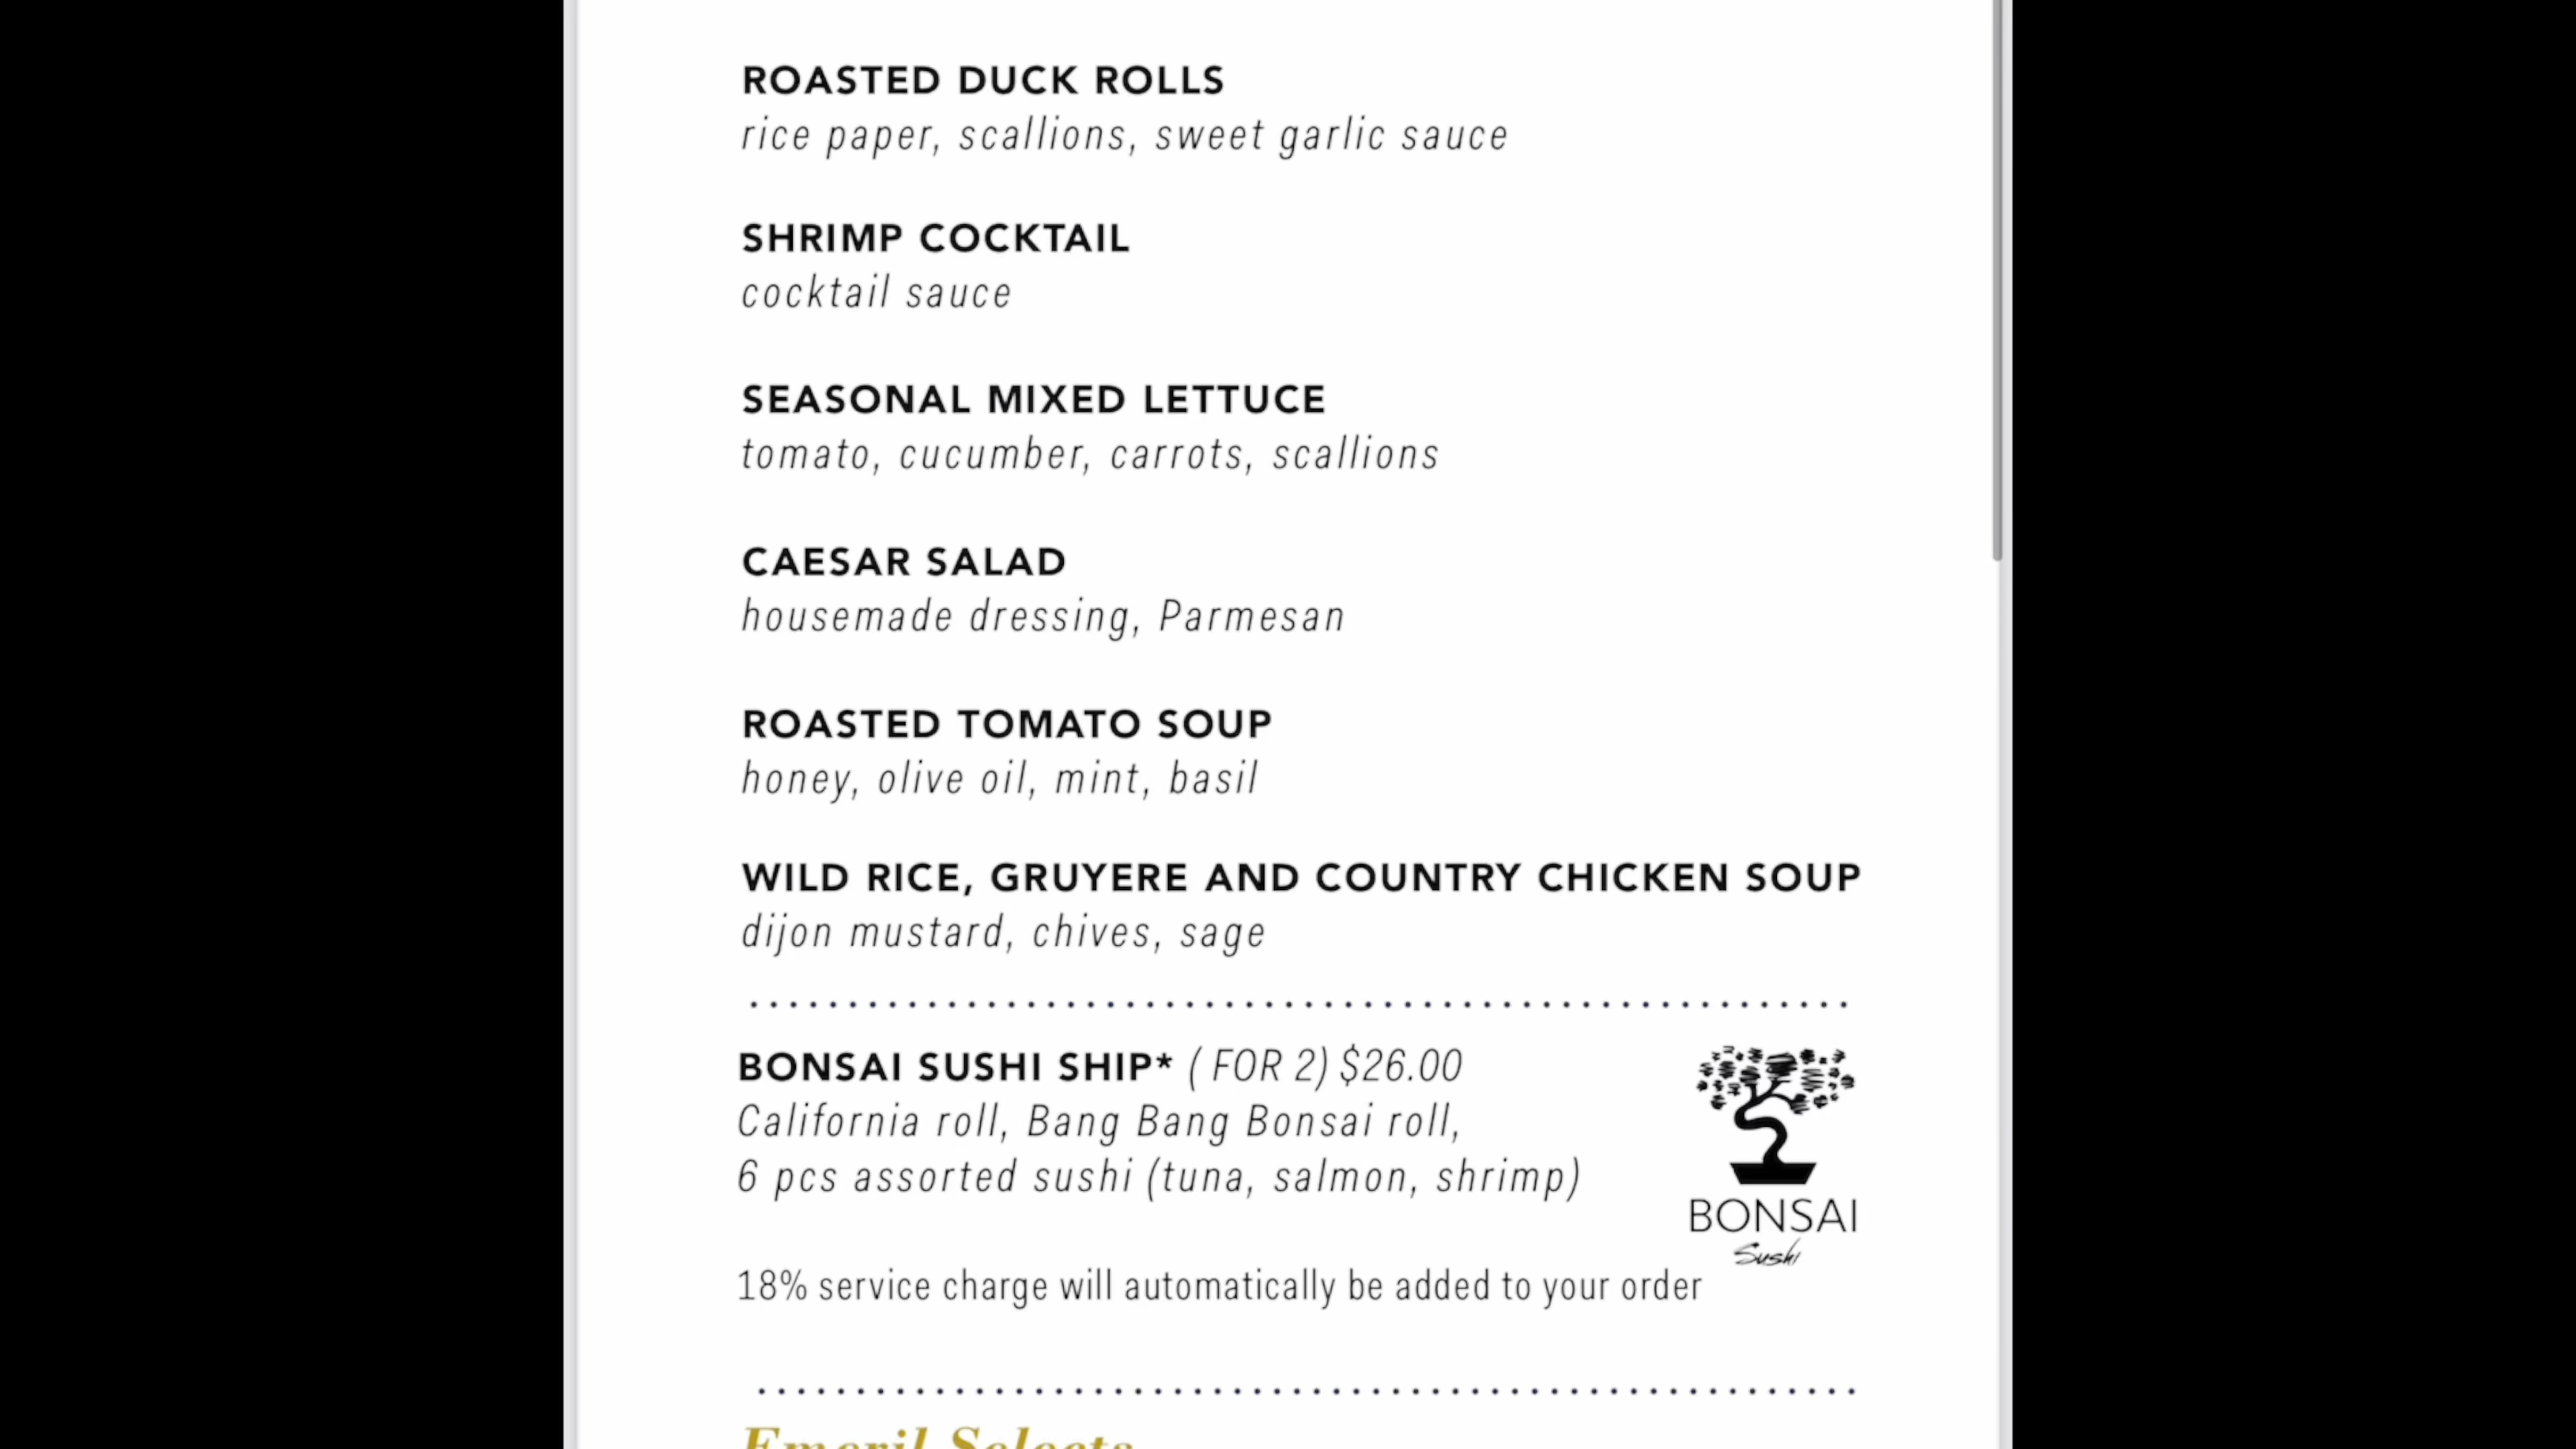 ROASTED DUCK ROLLS
rice paper, scallions, sweet garlic sauce
SHRIMP COCKTAIL
cocktail sauce
SEASONAL MIXED LETTUCE
tomato, cucumber, carrots, scallions
CAESAR SALAD
housemade dressing, Parmesan
ROASTED TOMATO SOUP
honey, olive oil, mint, basil
WILD RICE, GRUYERE AND COUNTRY CHICKEN SOUP
dijon mustard, chives, sage
BONSAI SUSHI SHIP* ( FOR 2) $26.00
California roll, Bang Bang Bonsai roll,
6 pcs assorted sushi (tuna, salmon, shrimp)
BONSAI
Sushi
18% service charge will automatically be added to your order
Emeril Selects